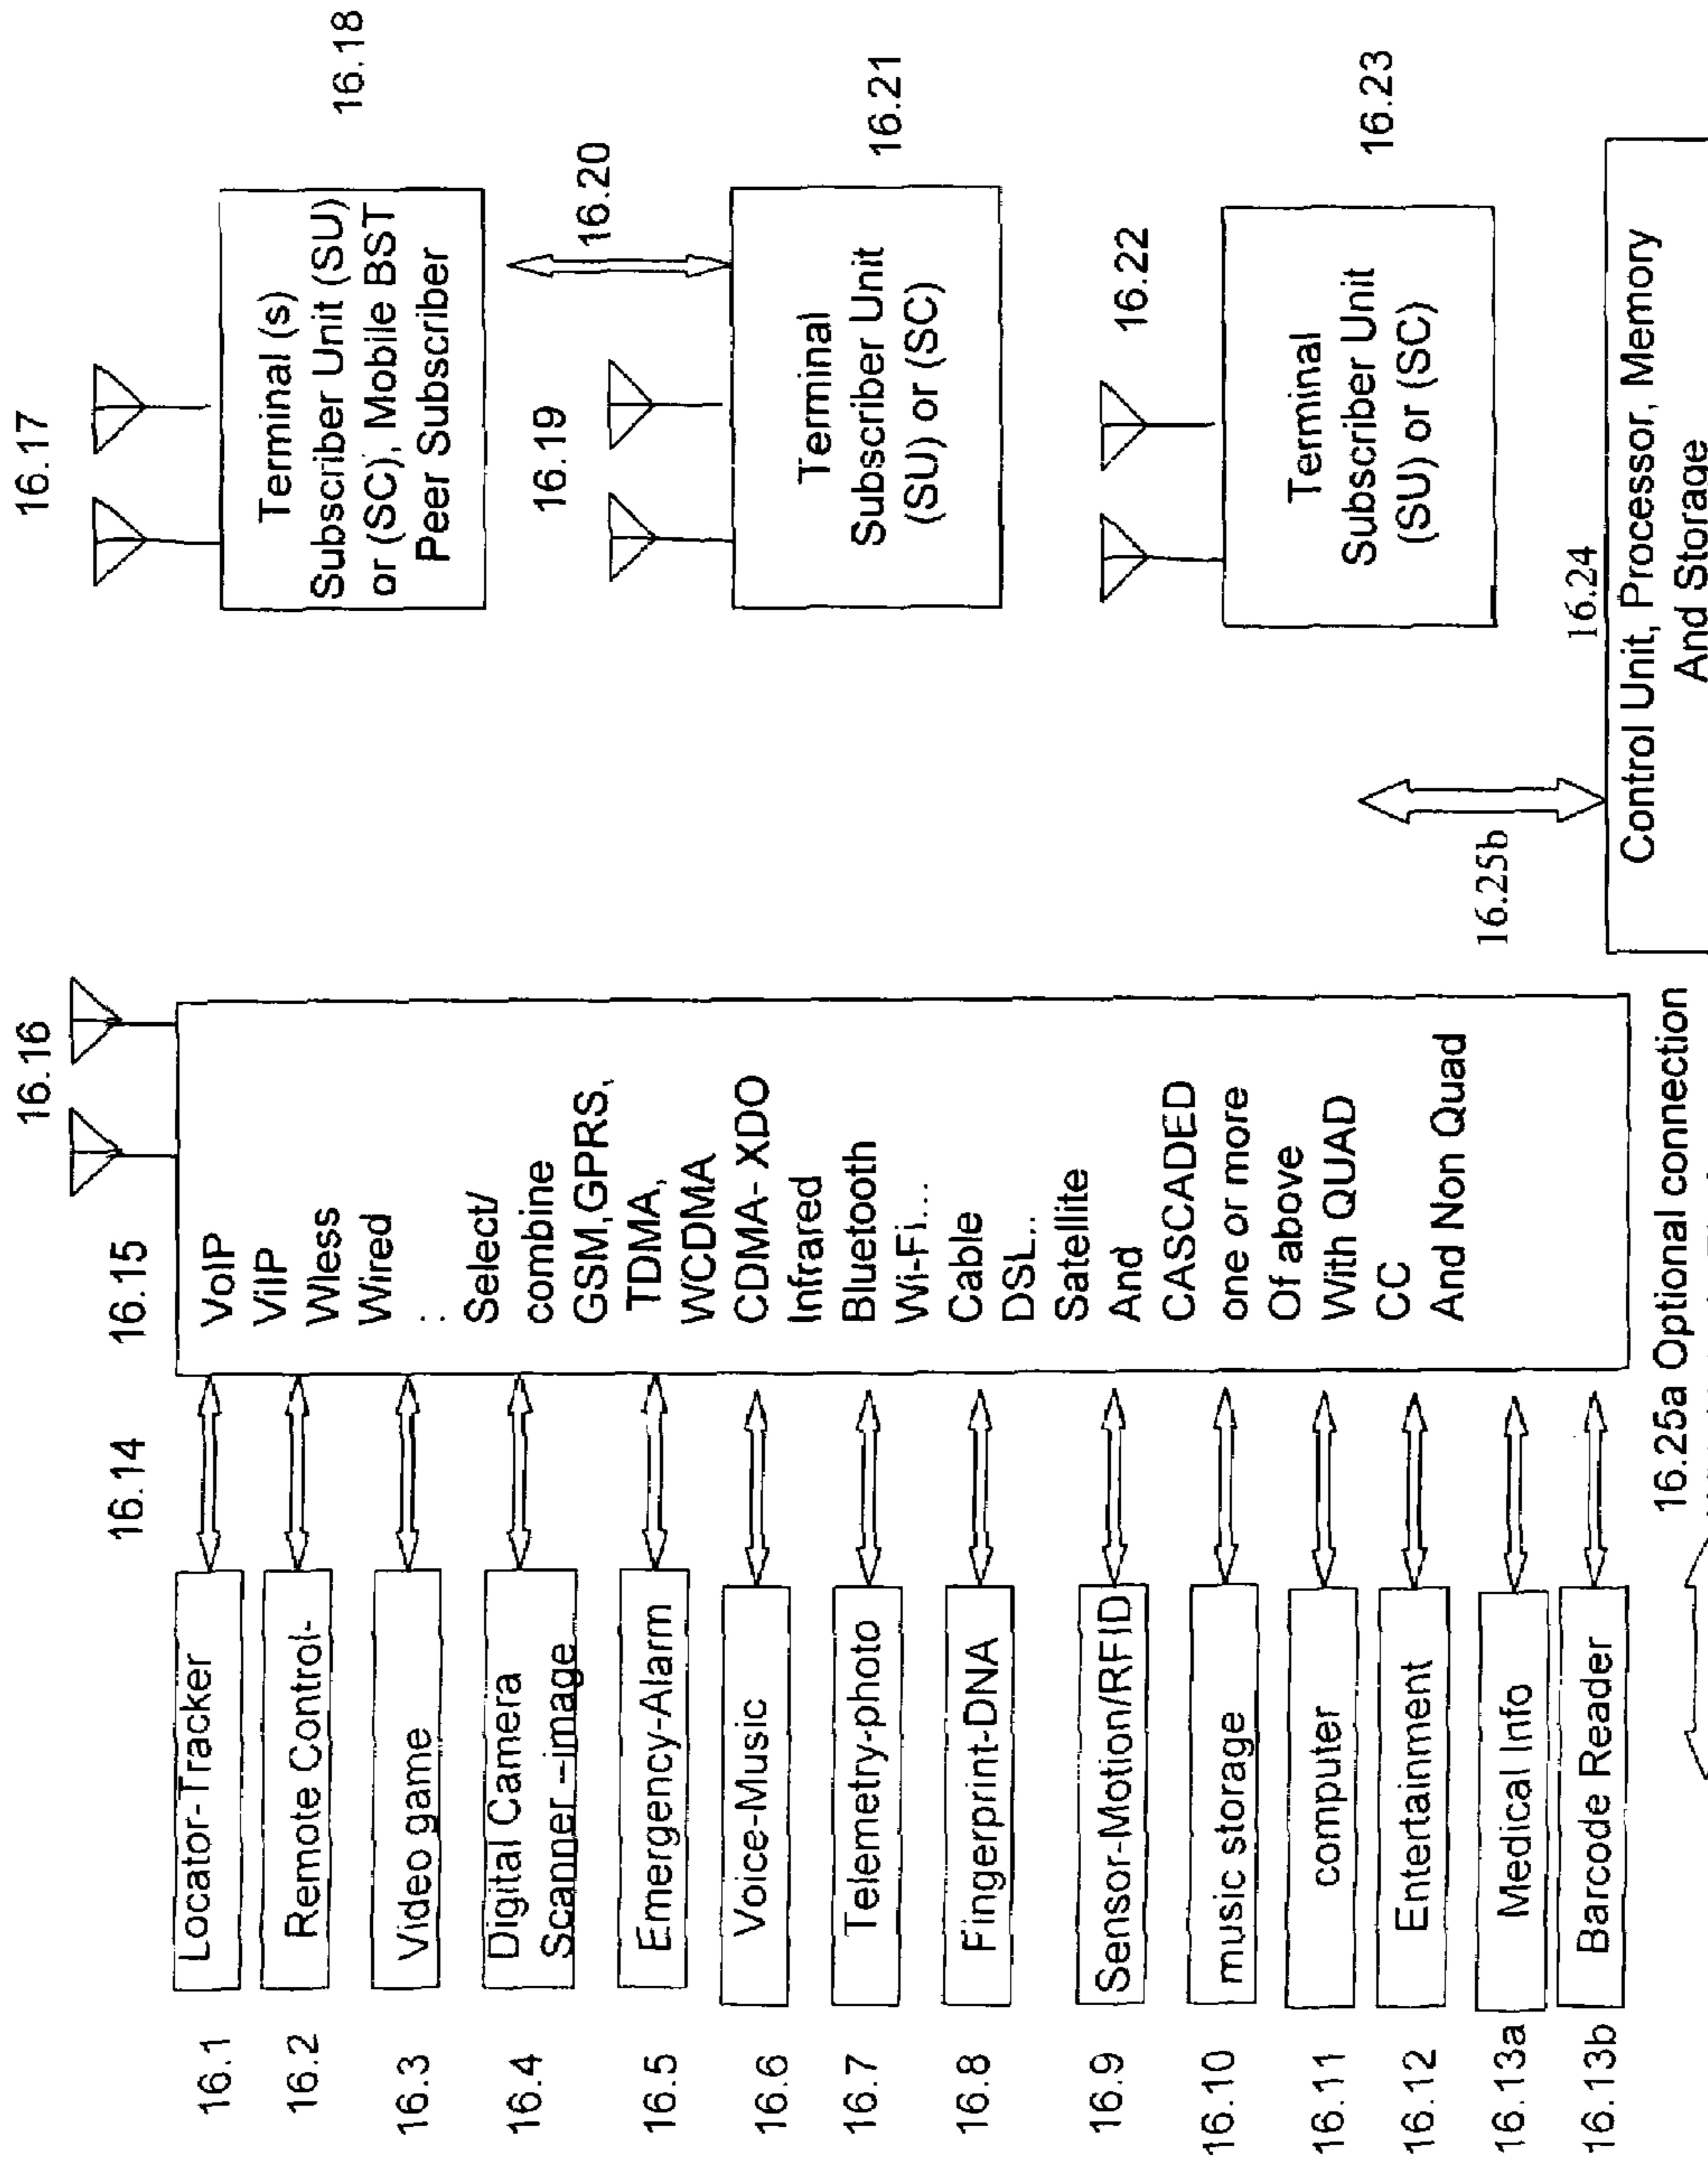 16.1
Locator-Tracker
16.2
Remote Control-
16.3
Video game
16.4
Digital Camera
Scanner –image
16.5
Emergency-Alarm
16.6
Voice-Music
16.7
Telemetry-photo
16.8
Fingerprint-DNA
16.9
Sensor-Motion/RFID
16.10
music storage
16.11
computer
16.12
Entertainment
16.13a
Medical Info
16.13b
Barcode Reader
16.14
16.15
16.16
VoIP
ViIP
Wless
Wired
..
Select/
combine
GSM,GPRS,
TDMA,
WCDMA
CDMA- XDO
Infrared
Bluetooth
Wi-Fi...
Cable
DSL..
Satellite
And
CASCADED
one or more
Of above
With QUAD
CC
And Non Quad
16.25a Optional connection
16.17
Terminal (s)
Subscriber Unit (SU)
or (SC), Mobile BST
Peer Subscriber
16.18
16.19
16.20
Terminal
Subscriber Unit
(SU) or (SC)
16.21
16.22
Terminal
Subscriber Unit
(SU) or (SC)
16.23
16.24
16.25b
Control Unit, Processor, Memory
And Storage